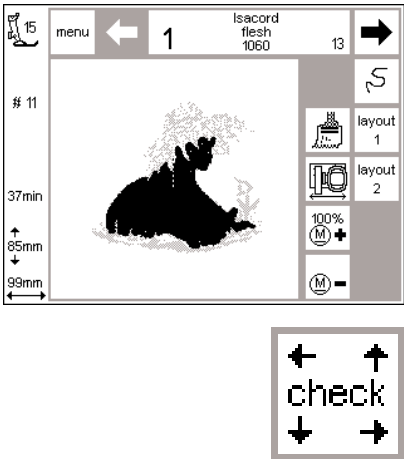 15
menu
1
Isacord
flesh
1060
13
# 11
layout
1
layout
2
37min
85mm
99mm
100%
M +
M -
check